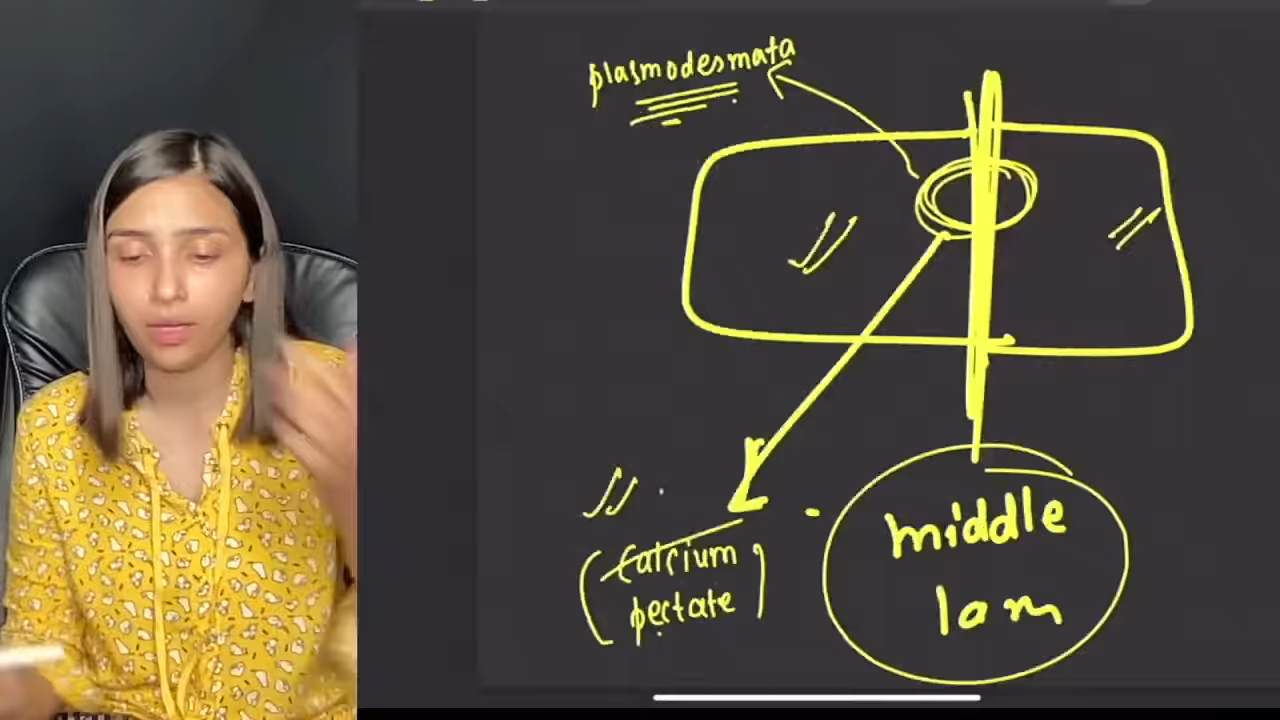 plasmodesmata
(calcium
pectate)
middle
lam